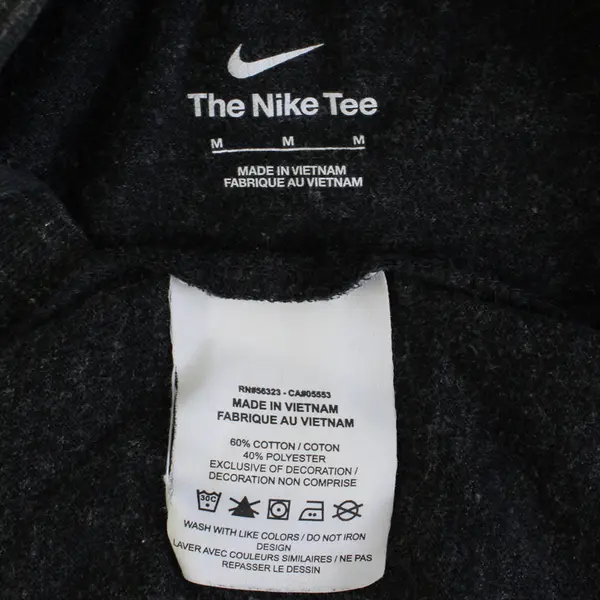 The Nike Tee
M M M
MADE IN VIETNAM
FABRIQUE AU VIETNAM
RN#56323 - CA#05553
MADE IN VIETNAM
FABRIQUE AU VIETNAM
60% COTTON / COTON
40% POLYESTER
EXCLUSIVE OF DECORATION /
DECORATION NON COMPRISE
30C
WASH WITH LIKE COLORS / DO NOT IRON
DESIGN
LAVER AVEC COULEURS SIMILAIRES / NE PAS
REPASSER LE DESSIN